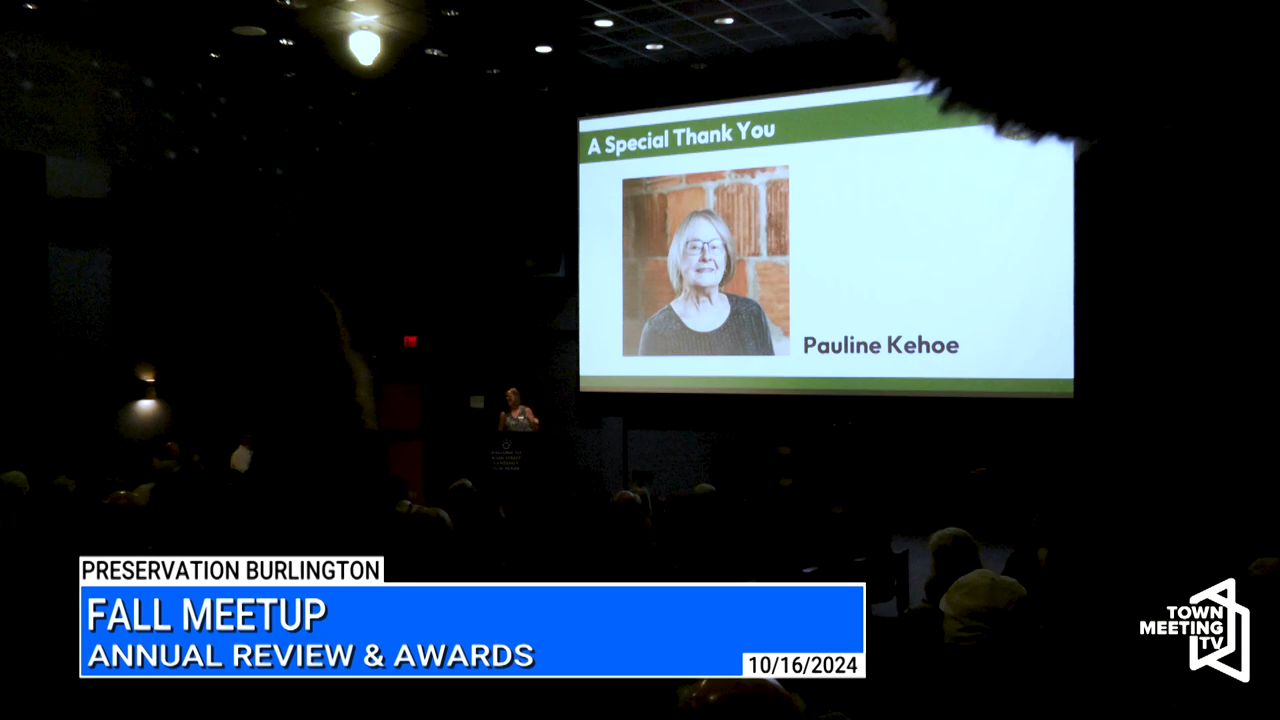 A Special Thank You
Pauline Kehoe
PRESERVATION BURLINGTON
FALL MEETUP
ANNUAL REVIEW & AWARDS
10/16/2024
TOWN
MEETING
TV